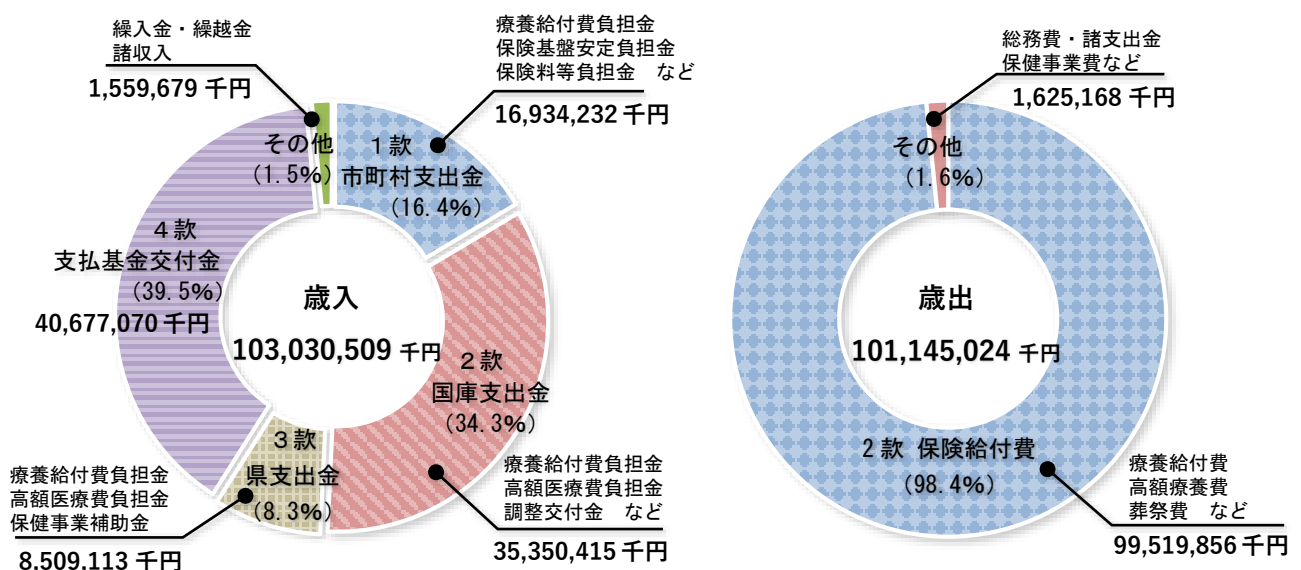 繰入金・繰越金
諸収入
1,559,679 千円
療養給付費負担金
保険基盤安定負担金
保険料等負担金　など
16,934,232 千円
その他
(1.5%)
１款
市町村支出金
(16.4%)
４款
支払基金交付金
(39.5%)
40,677,070 千円
歳入
103,030,509 千円
２款
国庫支出金
(34.3%)
３款
県支出金
(8.3%)
療養給付費負担金
高額医療費負担金
保健事業補助金
8,509,113 千円
療養給付費負担金
高額医療費負担金
調整交付金　など
35,350,415 千円
総務費・諸支出金
保健事業費など
1,625,168 千円
その他
(1.6%)
歳出
101,145,024 千円
２款 保険給付費
(98.4%)
療養給付費
高額療養費
葬祭費　など
99,519,856 千円